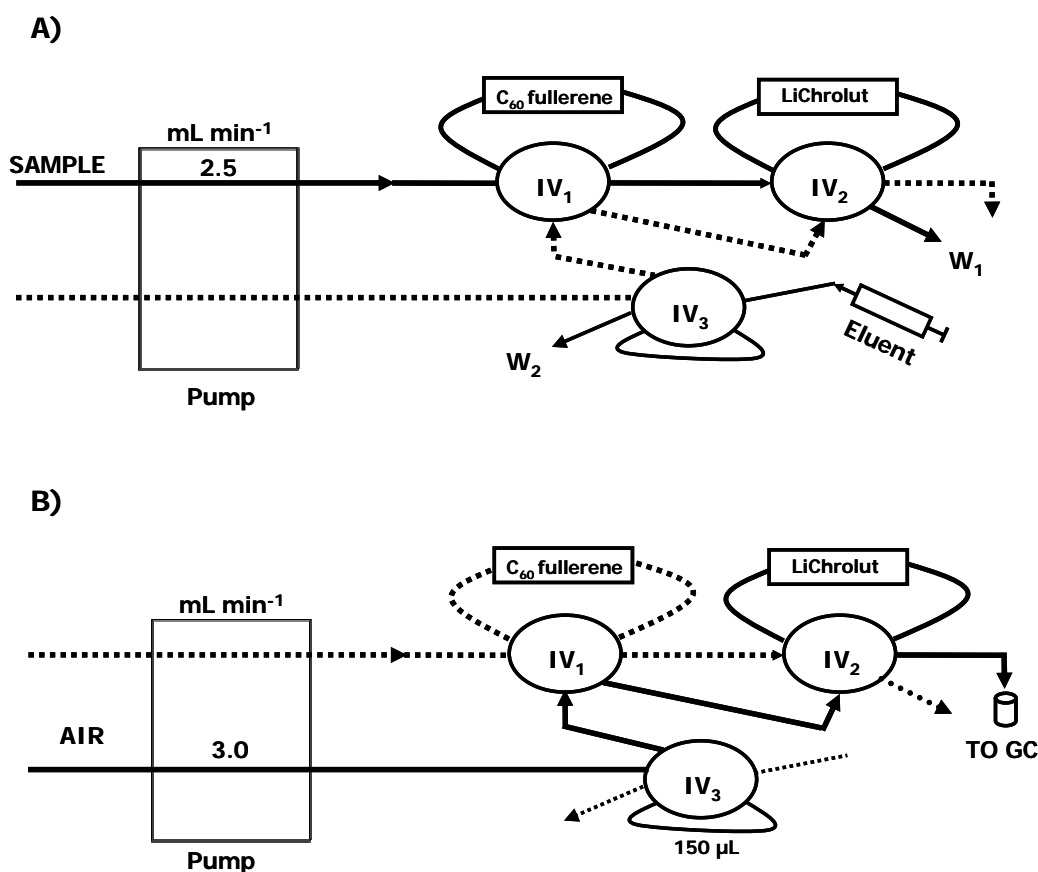 A)
mL min-1
SAMPLE
2.5
C60 fullerene
LiChrolut
IV1
IV2
W1
IV3
Eluent
W2
Pump
B)
mL min-1
C60 fullerene
LiChrolut
IV1
IV2
AIR
3.0
TO GC
IV3
150 µL
Pump